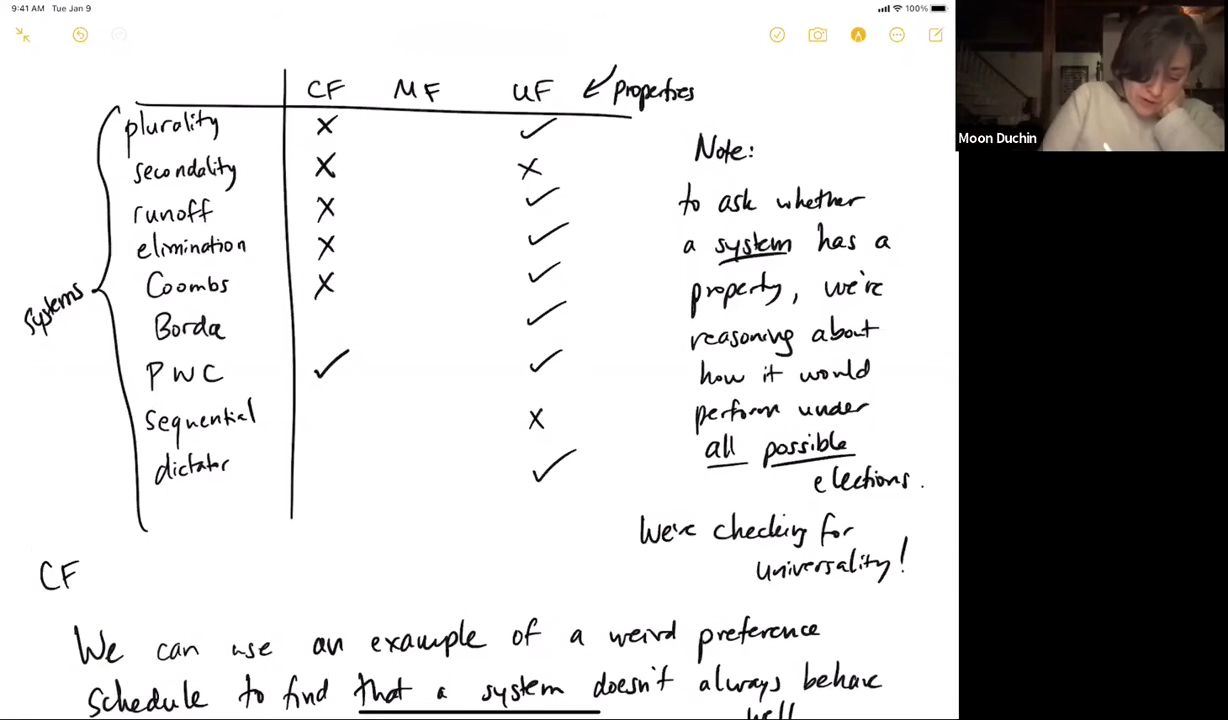 9:41 AM Tue Jan 9
100%
CF MF UF Properties
plurality X ✓
secondality X X
runoff X ✓
elimination X ✓
Coombs X ✓
Borda ✓
PWC ✓ ✓
sequential X
dictator ✓
systems
Note:
to ask whether
a system has a
property, we're
reasoning about
how it would
perform under
all possible
elections.
We're checking for
universality!
CF
We can use an example of a weird preference
schedule to find that a system doesn't always behave
well
Moon Duchin